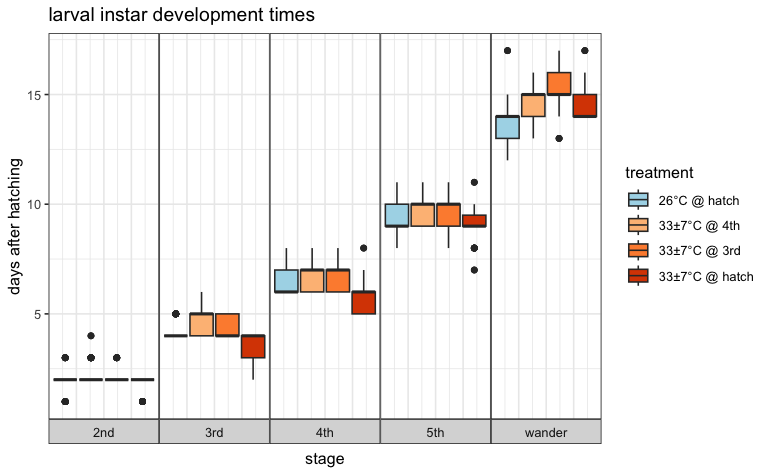 larval instar development times
days after hatching
15
10
5
2nd
3rd
4th
5th
wander
stage
treatment
26°C @ hatch
33±7°C @ 4th
33±7°C @ 3rd
33±7°C @ hatch